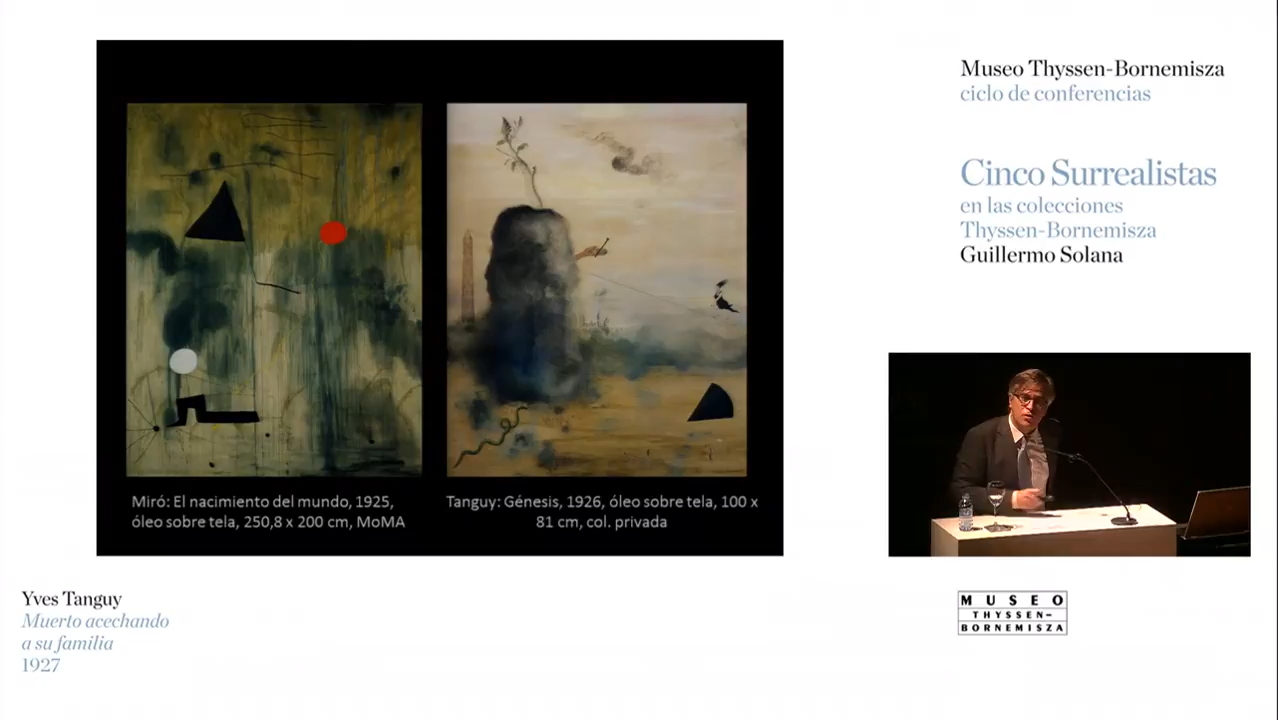 Museo Thyssen-Bornemisza
ciclo de conferencias
Cinco Surrealistas
en las colecciones
Thyssen-Bornemisza
Guillermo Solana
Miró: El nacimiento del mundo, 1925,
óleo sobre tela, 250,8 x 200 cm, MoMA
Tanguy: Génesis, 1926, óleo sobre tela, 100 x
81 cm, col. privada
Yves Tanguy
Muerto acechando
a su familia
1927
MUSEO
THYSSEN-
BORNEMISZA